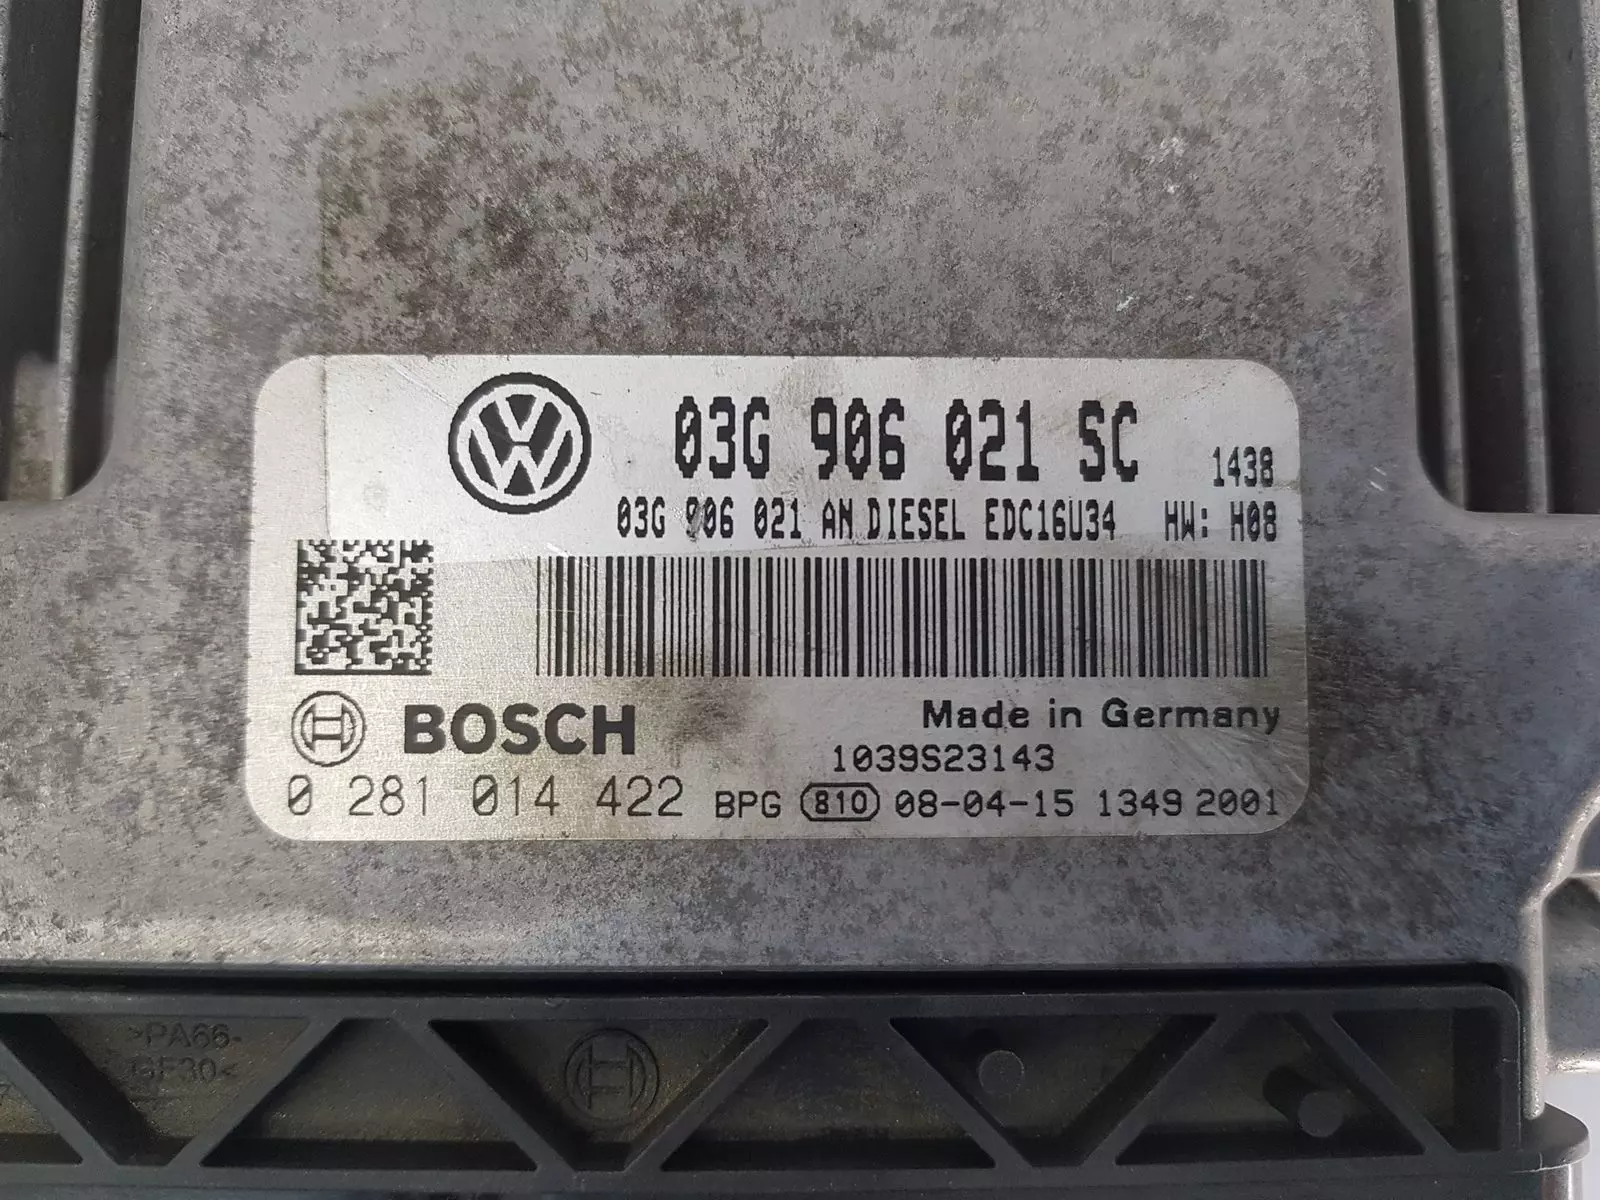 03G 906 021 SC 1438
03G 906 021 AN DIESEL EDC16U34 HW: H08
BOSCH
Made in Germany
1039S23143
0 281 014 422 BPG 810 08-04-15 1349 2001
>PA66-
GF30<